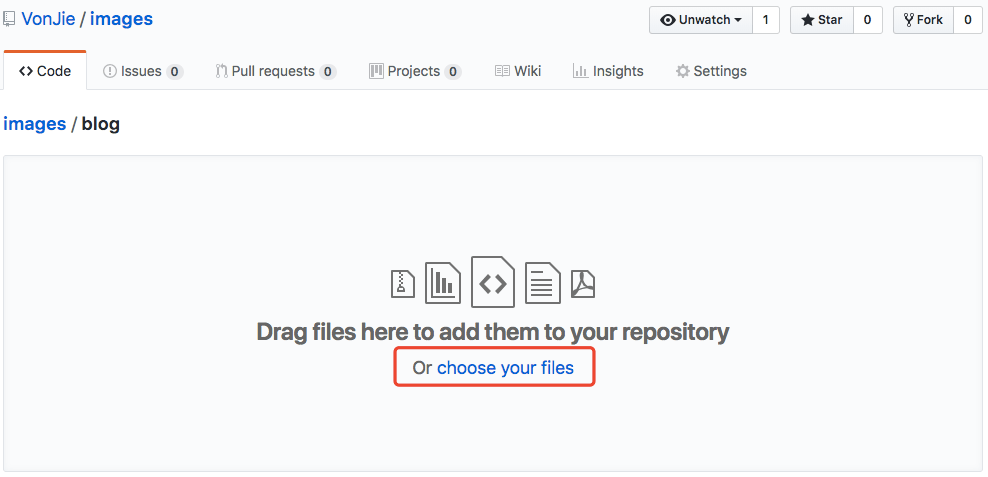 VonJie / images
Unwatch 1 Star 0 Fork 0
Code Issues 0 Pull requests 0 Projects 0 Wiki Insights Settings
images / blog
Drag files here to add them to your repository
Or choose your files